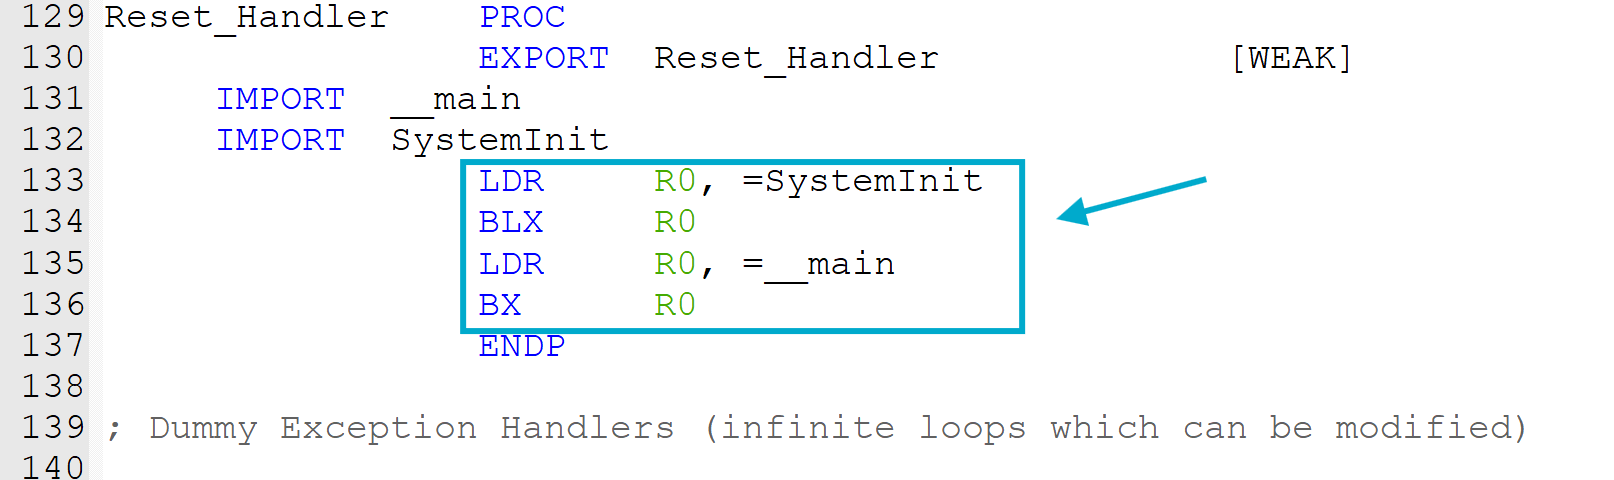 129 Reset_Handler PROC
130 EXPORT Reset_Handler [WEAK]
131 IMPORT __main
132 IMPORT SystemInit
133 LDR R0, =SystemInit
134 BLX R0
135 LDR R0, =__main
136 BX R0
137 ENDP
138
139 ; Dummy Exception Handlers (infinite loops which can be modified)
140